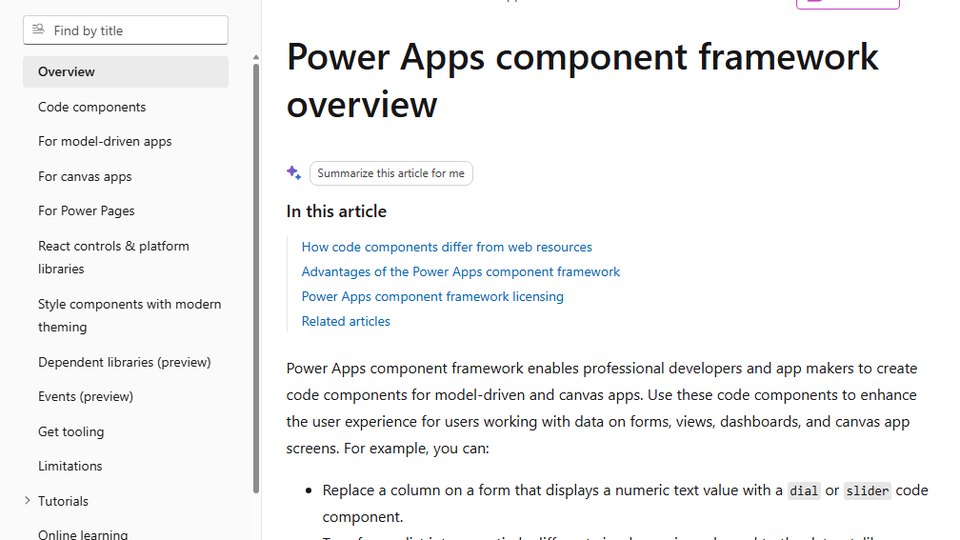 Find by title
Overview
Code components
For model-driven apps
For canvas apps
For Power Pages
React controls & platform
libraries
Style components with modern
theming
Dependent libraries (preview)
Events (preview)
Get tooling
Limitations
Tutorials
Online learning
Power Apps component framework
overview
Summarize this article for me
In this article
How code components differ from web resources
Advantages of the Power Apps component framework
Power Apps component framework licensing
Related articles
Power Apps component framework enables professional developers and app makers to create
code components for model-driven and canvas apps. Use these code components to enhance
the user experience for users working with data on forms, views, dashboards, and canvas app
screens. For example, you can:
Replace a column on a form that displays a numeric text value with a dial or slider code
component.